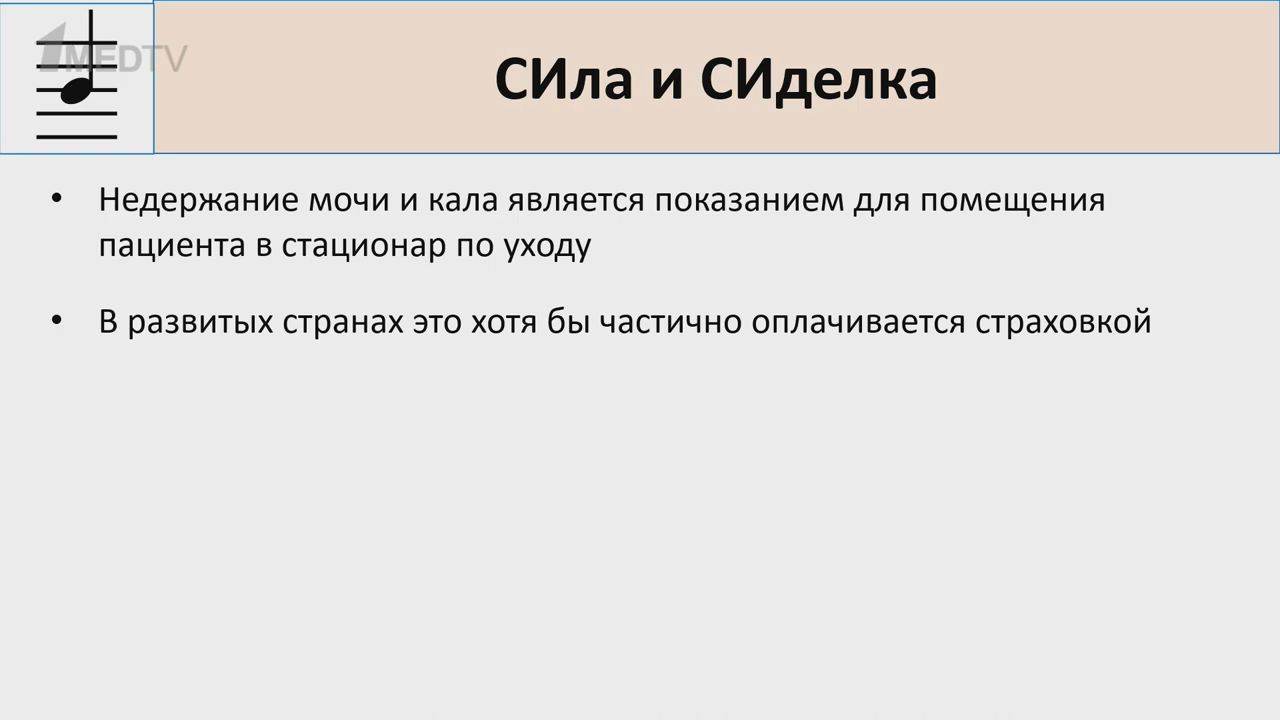 1MEDTV
СИла и СИделка
• Недержание мочи и кала является показанием для помещения
пациента в стационар по уходу
• В развитых странах это хотя бы частично оплачивается страховкой